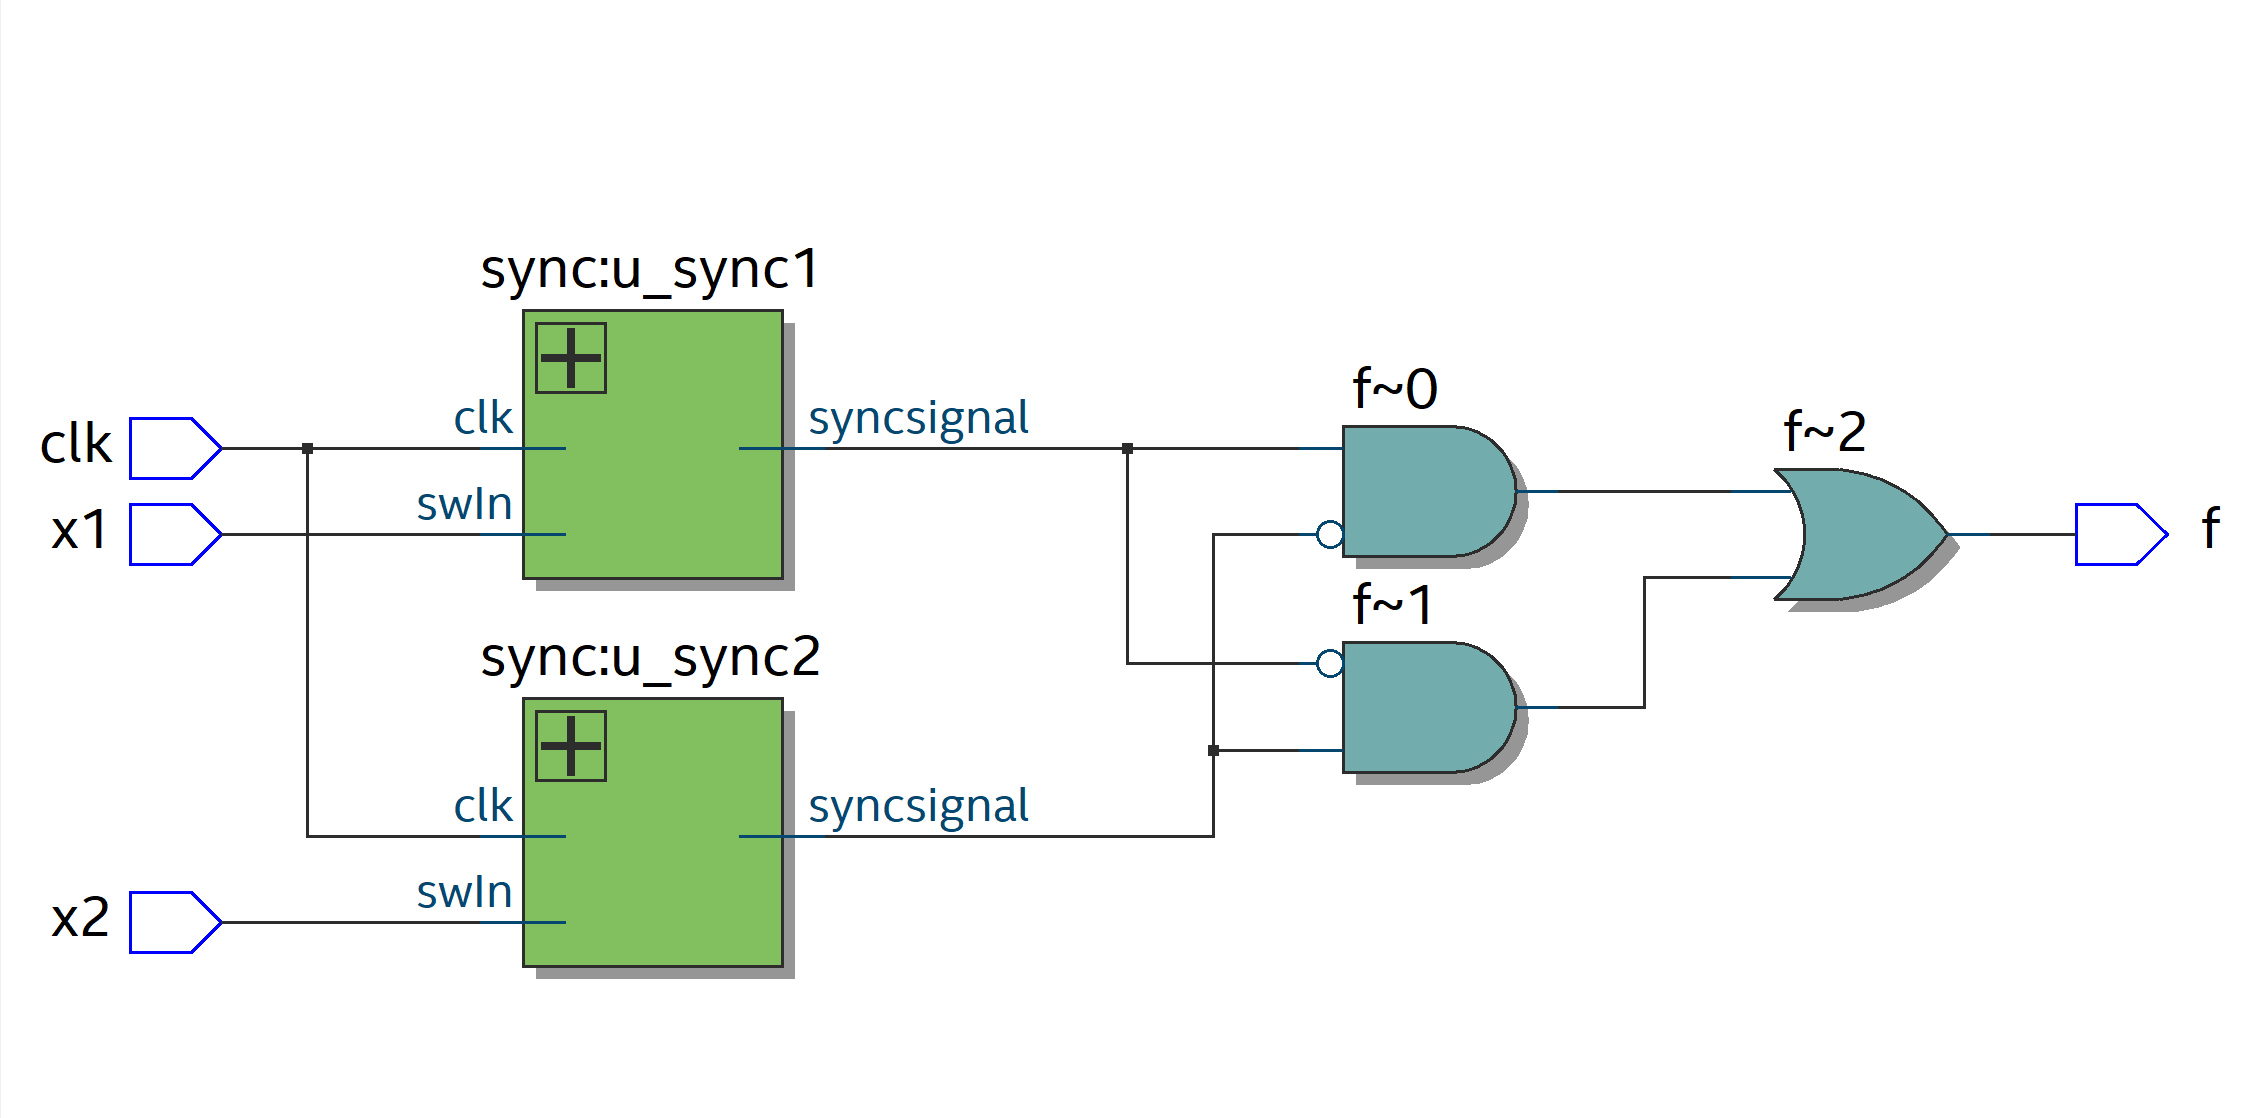 sync:u_sync1
clk
x1
clk
swIn
syncsignal
f~0
f~1
f~2
f
sync:u_sync2
clk
swIn
syncsignal
x2